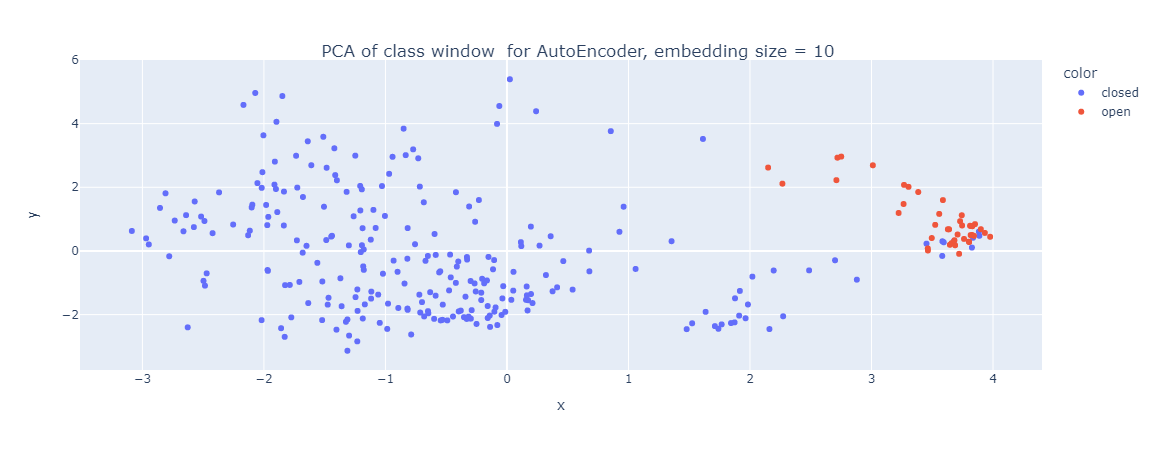 PCA of class window  for AutoEncoder, embedding size = 10
color
closed
open
6
4
2
0
−2
y
−3
−2
−1
0
1
2
3
4
x